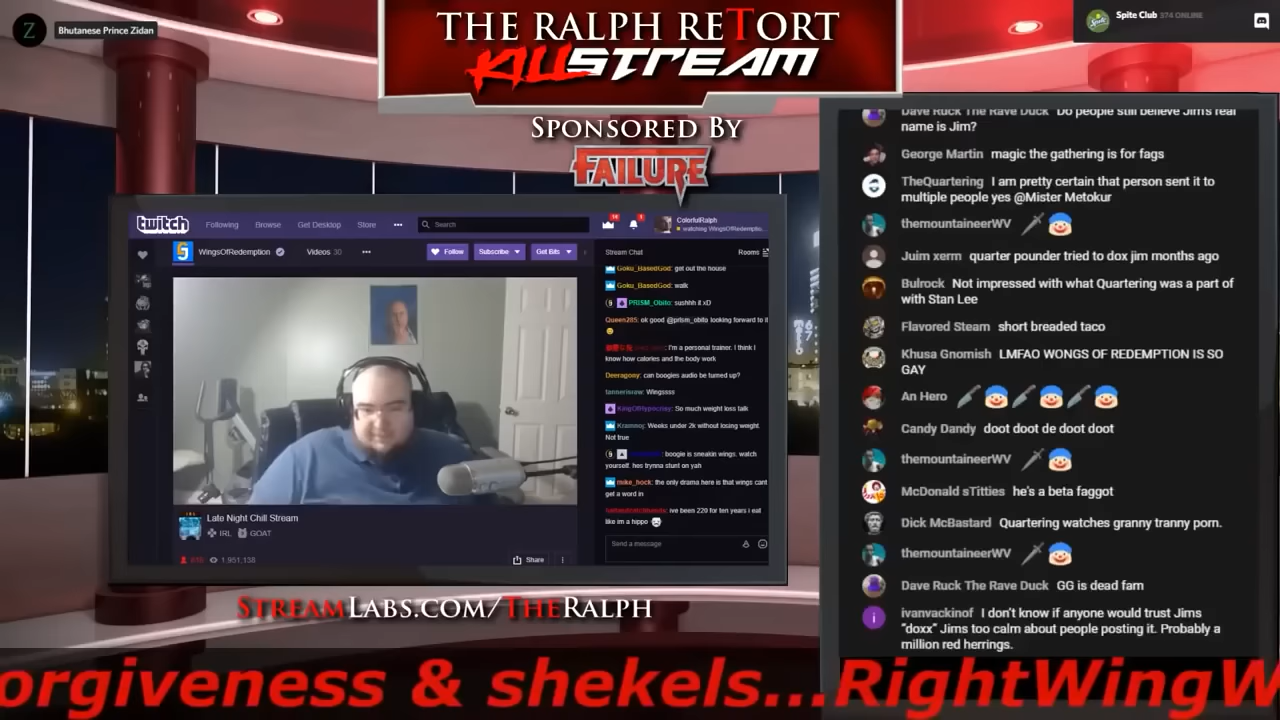 Z
Bhutanese Prince Zidan
THE RALPH RETORT
KILLSTREAM
SPONSORED BY
FAILURE
Spite Club 374 ONLINE
twitch
Following
Browse
Get Desktop
Store
Search
ColorfulRalph
watching WingsOfRedemptio...
WingsOfRedemption
Videos 30
Follow
Subscribe
Get Bits
Stream Chat
Rooms
Goku_BasedGod: get out the house
Goku_BasedGod: walk
PRISM_Obito: sushhh if xD
Queen285: ok good @prism_obito looking forward to it
: I'm a personal trainer. I think I
know how calories and the body work
Deeragony: can boogies audio be turned up?
Wingssss
KingOfHypocrisy: So much weight loss talk
Weeks under 2k without losing weight.
Not true
boogie is sneakin wings. watch
yourself. hes trynna stunt on yah
mike_hock: the only drama here is that wings cant
get a word in
ive been 220 for ten years i eat
like im a hippo
Send a message
Late Night Chill Stream
IRL
GOAT
1,951,138
Share
STREAMLABS.COM/THERALPH
Dave Ruck The Rave Duck Do people still believe Jim's real
name is Jim?
George Martin magic the gathering is for fags
TheQuartering I am pretty certain that person sent it to
multiple people yes @Mister Metokur
themountaineerWV
Juim xerm quarter pounder tried to dox jim months ago
Bulrock Not impressed with what Quartering was a part of
with Stan Lee
Flavored Steam short breaded taco
Khusa Gnomish LMFAO WONGS OF REDEMPTION IS SO
GAY
An Hero
Candy Dandy doot doot de doot doot
themountaineerWV
McDonald sTitties he's a beta faggot
Dick McBastard Quartering watches granny tranny porn.
themountaineerWV
Dave Ruck The Rave Duck GG is dead fam
i
ivanvackinof I don't know if anyone would trust Jims
"doxx" Jims too calm about people posting it. Probably a
million red herrings.
orgiveness & shekels...RightWingW